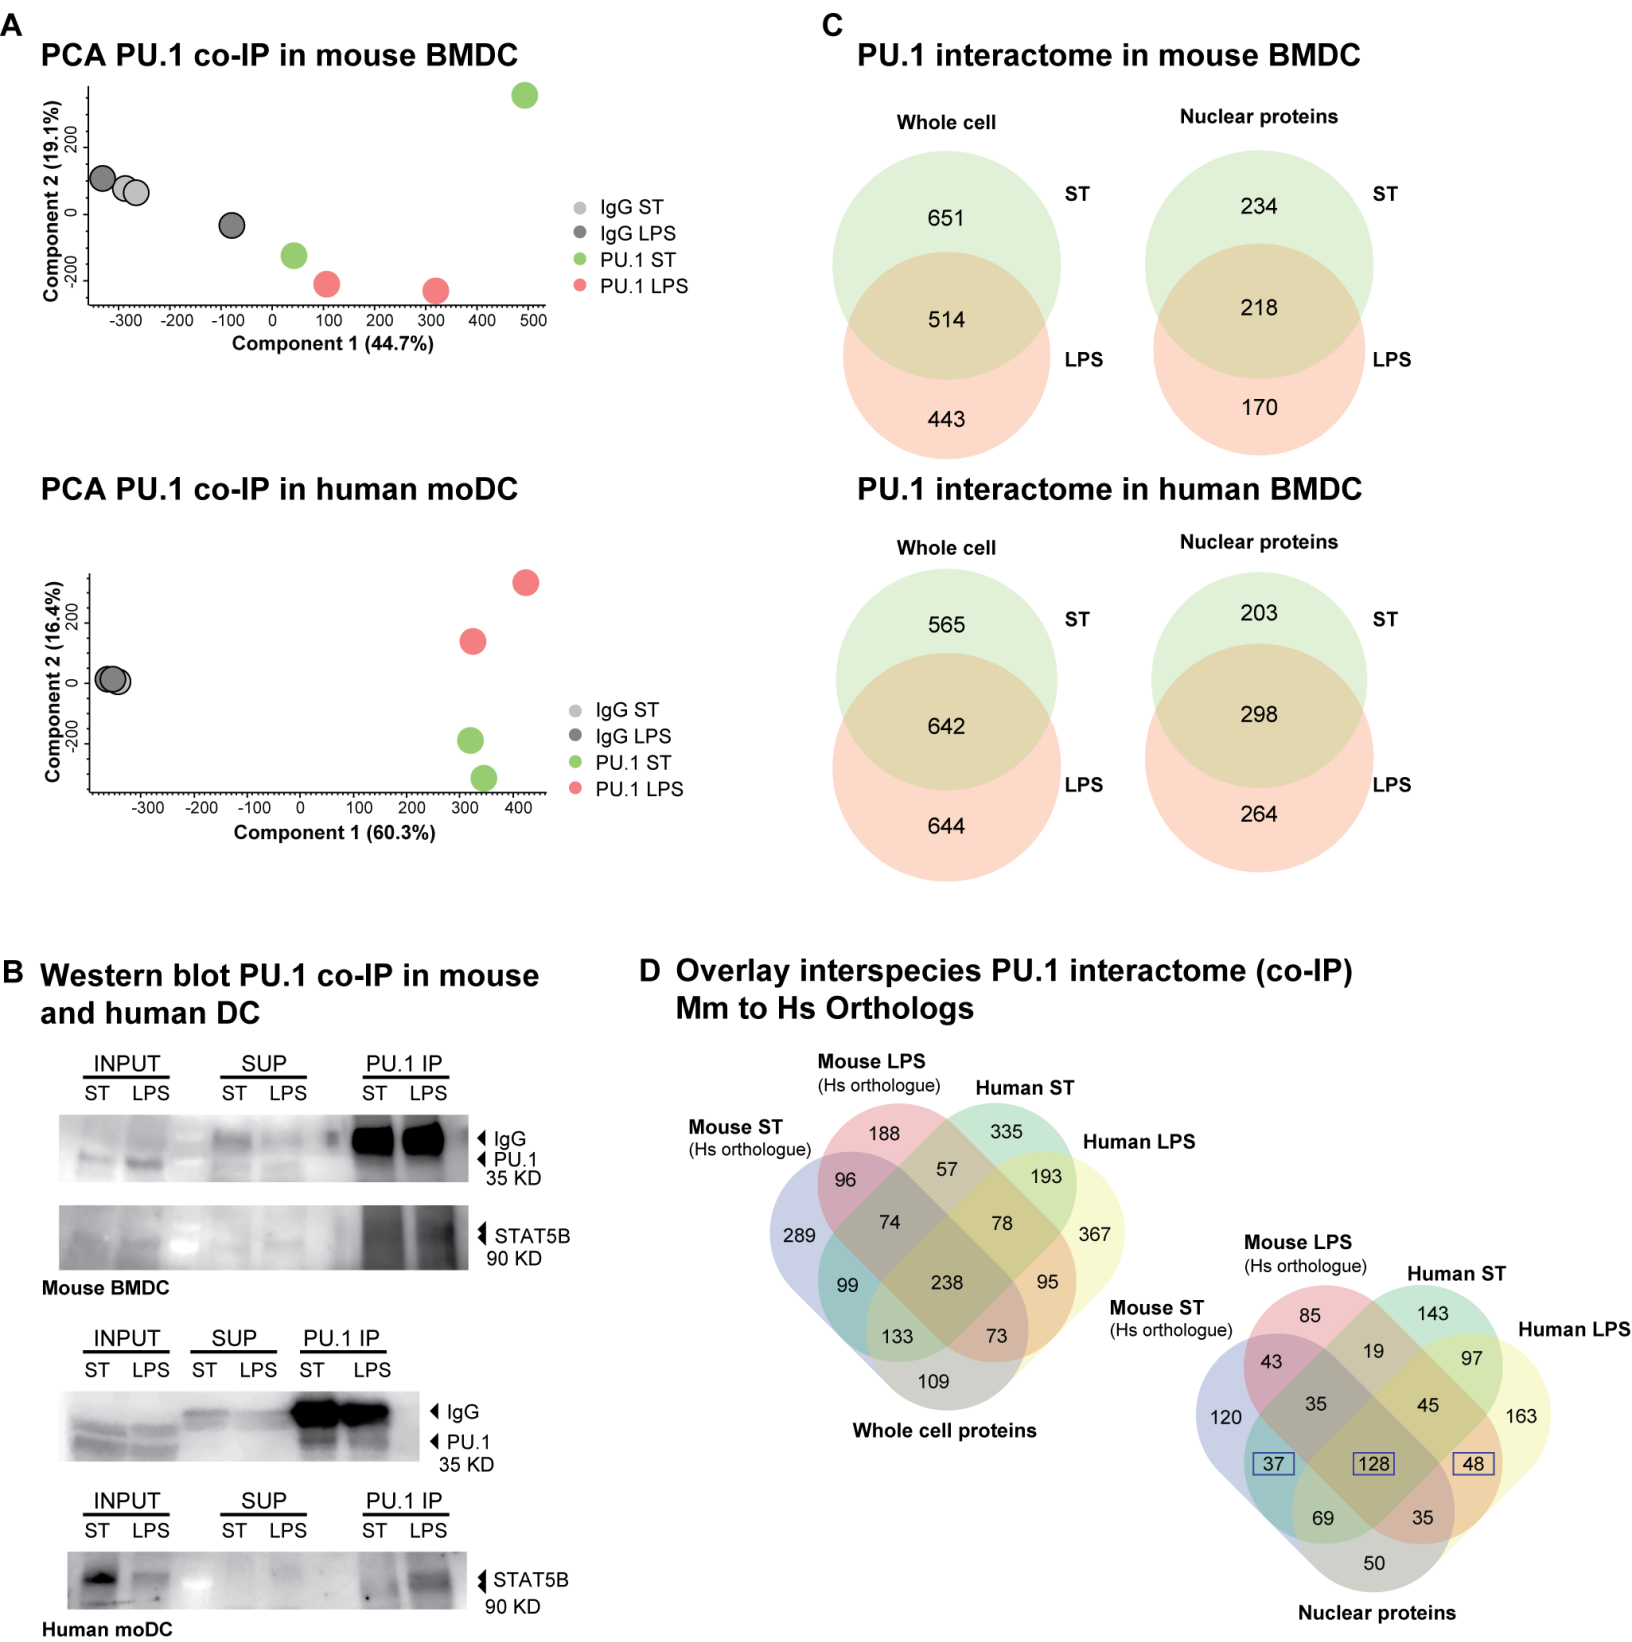 A
PCA PU.1 co-IP in mouse BMDC
Component 2 (19.1%)
200
0
-200
-300 -200 -100 0 100 200 300 400 500
Component 1 (44.7%)
IgG ST
IgG LPS
PU.1 ST
PU.1 LPS
PCA PU.1 co-IP in human moDC
Component 2 (16.4%)
200
0
-200
-300 -200 -100 0 100 200 300 400
Component 1 (60.3%)
IgG ST
IgG LPS
PU.1 ST
PU.1 LPS
C
PU.1 interactome in mouse BMDC
Whole cell
651
ST
514
LPS
443
Nuclear proteins
234
ST
218
LPS
170
PU.1 interactome in human BMDC
Whole cell
565
ST
642
LPS
644
Nuclear proteins
203
ST
298
LPS
264
B
Western blot PU.1 co-IP in mouse
and human DC
INPUT SUP PU.1 IP
ST LPS ST LPS ST LPS
IgG
PU.1
35 KD
STAT5B
90 KD
Mouse BMDC
INPUT SUP PU.1 IP
ST LPS ST LPS ST LPS
IgG
PU.1
35 KD
INPUT SUP PU.1 IP
ST LPS ST LPS ST LPS
STAT5B
90 KD
Human moDC
D
Overlay interspecies PU.1 interactome (co-IP)
Mm to Hs Orthologs
Mouse LPS
(Hs orthologue)
Human ST
Mouse ST
(Hs orthologue)
Human LPS
188 335
96 57 193
289 74 78 367
99 238 95
133 73
109
Whole cell proteins
Mouse LPS
(Hs orthologue)
Human ST
Mouse ST
(Hs orthologue)
Human LPS
85 143
43 19 97
120 35 45 163
37 128 48
69 35
50
Nuclear proteins